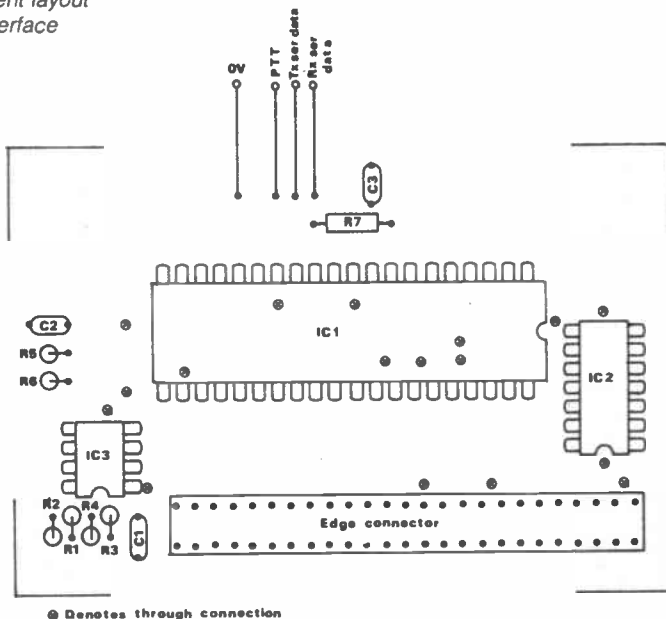 ent layout
erface
0V
PTT
Tx ser data
Rx ser
data
C3
R7
IC1
C2
R5
R6
IC2
IC3
R2
R4
R1
R3
C1
Edge connector
Denotes through connection